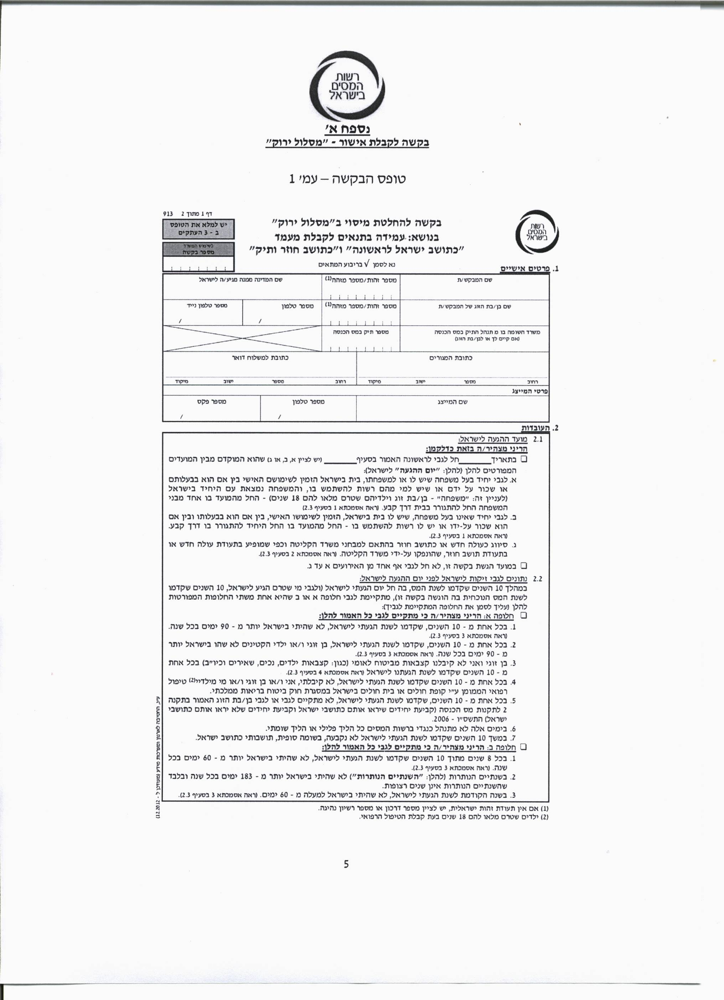 רשות
המסים
בישראל
נספח א'
בקשה לקבלת אישור - "מסלול ירוק"
טופס הבקשה – עמ' 1
דף 1 מתוך 2 913
יש למלא את הטופס
ב - 3 העתקים
לשימוש המשרד
מספר בקשה
רשות
המסים
בישראל
בקשה להחלטת מיסוי ב"מסלול ירוק"
בנושא: עמידה בתנאים לקבלת מעמד
"כתושב ישראל לראשונה" ו"כתושב חוזר ותיק"
נא לסמן √ בריבוע המתאים
1. פרטים אישיים
שם המבקש/ת מספר זהות/מספר מזהה(1) שם המדינה ממנה מגיע/ה לישראל
שם בן/בת הזוג של המבקש/ת מספר זהות/מספר מזהה(1) מספר טלפון מספר טלפון נייד
/ /
משרד השומה בו מתנהל התיק במס הכנסה מספר תיק במס הכנסה
(אם קיים לך או לבן/בת הזוג)
כתובת המגורים כתובת למשלוח דואר
רחוב מספר ישוב מיקוד רחוב מספר ישוב מיקוד
פרטי המייצג
שם המייצג מספר טלפון מספר פקס
/ /
2. העובדות
2.1 מועד ההגעה לישראל:
הריני מצהיר/ה בזאת כדלקמן:
❑ בתאריך_______חל לגבי לראשונה האמור בסעיף_______ (יש לציין א, ב, או ג) שהוא המוקדם מבין המועדים
המפורטים להלן (להלן: "יום ההגעה" לישראל):
א. לגבי יחיד בעל משפחה שיש לו או למשפחתו, בית בישראל הזמין לשימושם האישי בין אם הוא בבעלותם
או שכור על ידם או שיש למי מהם רשות להשתמש בו, והמשפחה נמצאת עם היחיד בישראל
(לעניין זה: "משפחה" - בן/בת זוג וילדיהם שטרם מלאו להם 18 שנים) - החל מהמועד בו אחד מבני
המשפחה החל להתגורר בבית דרך קבע. (ראה אסמכתא 1 בסעיף 2.3)
ב. לגבי יחיד שאינו בעל משפחה, שיש לו בית בישראל, הזמין לשימושו האישי, בין אם הוא בבעלותו ובין אם
הוא שכור על-ידו או יש לו רשות להשתמש בו - החל מהמועד בו החל היחיד להתגורר בו דרך קבע.
(ראה אסמכתא 1 בסעיף 2.3).
ג. סיווג כעולה חדש או כתושב חוזר בהתאם למבחני משרד הקליטה וכפי שמופיע בתעודת עולה חדש או
בתעודת תושב חוזר, שהונפקו על-ידי משרד הקליטה. (ראה אסמכתא 2 בסעיף 2.3).
❑ במועד הגשת בקשה זו, לא חל לגבי אף אחד מן האירועים א עד ג.
2.2 נתונים לגבי זיקות לישראל לפני יום ההגעה לישראל:
במהלך 10 השנים שקדמו לשנת המס, בה חל יום הגעתי לישראל (ולגבי מי שטרם הגיע לישראל, 10 השנים שקדמו
לשנת המס הנוכחית בה הוגשה בקשה זו), מתקיימת לגבי חלופה א או ב שהיא אחת משתי החלופות המפורטות
להלן (עליך לסמן את החלופה המתקיימת לגביך):
❑ חלופה א: הריני מצהיר/ה כי מתקיים לגבי כל האמור להלן:
1. בכל אחת מ - 10 השנים, שקדמו לשנת הגעתי לישראל, לא שהיתי בישראל יותר מ - 90 ימים בכל שנה.
(ראה אסמכתא 3 בסעיף 2.3).
2. בכל אחת מ - 10 השנים, שקדמו לשנת הגעתי לישראל, בן זוגי ו/או ילדי הקטינים לא שהו בישראל יותר
מ - 90 ימים בכל שנה. (ראה אסמכתא 3 בסעיף 2.3).
3. בן זוגי ואני לא קיבלנו קצבאות מביטוח לאומי (כגון: קצבאות ילדים, נכים, שאירים וכיו"ב) בכל אחת
מ - 10 השנים שקדמו לשנת הגעתנו לישראל (ראה אסמכתא 4 בסעיף 2.3).
4. בכל אחת מ - 10 השנים שקדמו לשנת הגעתי לישראל, לא קיבלתי, אני ו/או בן זוגי ו/או מי מילדיי(2) טיפול
רפואי הממומן ע"י קופת חולים או בית חולים בישראל במסגרת חוק ביטוח בריאות ממלכתי.
5. בכל אחת מ - 10 השנים, שקדמו לשנת הגעתי לישראל, לא מתקיים לגבי או לגבי בן/בת הזוג האמור בתקנה
2 לתקנות מס הכנסה (קביעת יחידים שיראו אותם כתושבי ישראל וקביעת יחידים שלא יראו אותם כתושבי
ישראל) התשס"ו - 2006.
6. בימים אלה לא מתנהל כנגדי ברשות המסים כל הליך פלילי או הליך שומתי.
7. במשך 10 השנים שקדמו לשנת הגעתי לישראל לא נקבעה, בשומה סופית, תושבותי כתושב ישראל.
❑ חלופה ב: הריני מצהיר/ה כי מתקיים לגבי כל האמור להלן:
1. בכל 8 שנים מתוך 10 השנים שקדמו לשנת הגעתי לישראל, לא שהיתי בישראל יותר מ - 60 ימים בכל
שנה. (ראה אסמכתא 3 בסעיף 2.3).
2. בשנתיים הנותרות (להלן: "השנתיים הנותרות") לא שהיתי בישראל יותר מ - 183 ימים בכל שנה ובלבד
שהשנתיים הנותרות אינן שנים רצופות.
3. בשנה הקודמת לשנת הגעתי לישראל, לא שהיתי בישראל למעלה מ - 60 ימים. (ראה אסמכתא 3 בסעיף 2.3).
(1) אם אין תעודת זהות ישראלית, יש לציין מספר דרכון או מספר רשיון נהיגה.
(2) ילדים שטרם מלאו להם 18 שנים בעת קבלת הטיפול הרפואי.
החטיבה לארגון ומערכות מידע (מעודכן ל - 12.2012)
5